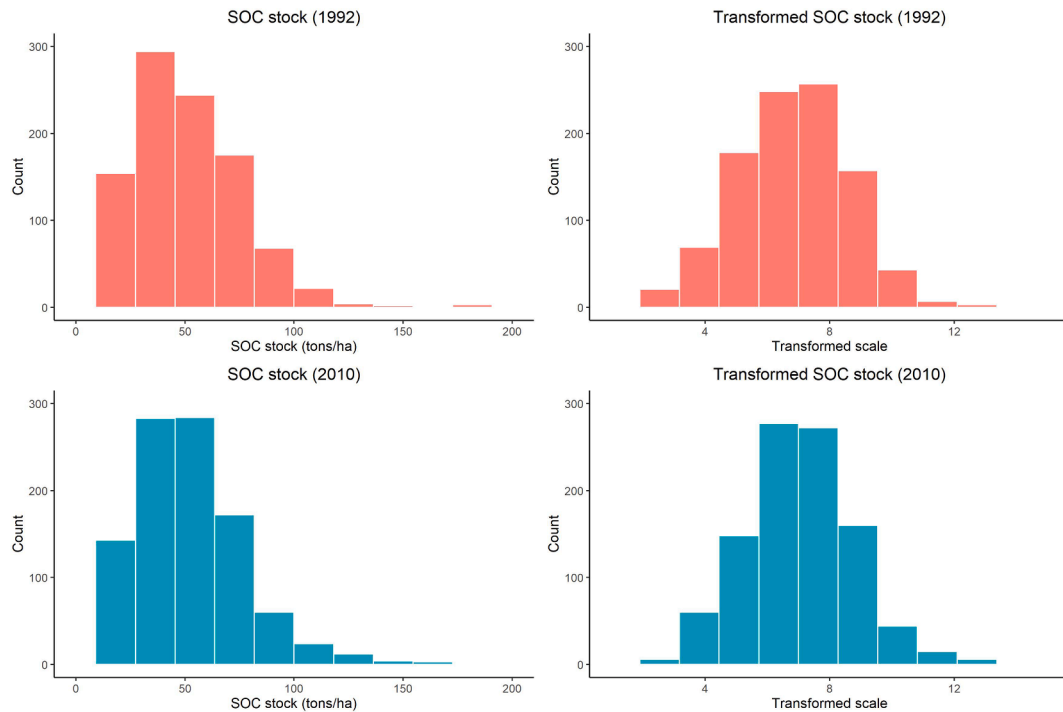 SOC stock (1992)
Transformed SOC stock (1992)
300
200
100
0
Count
0 50 100 150 200
SOC stock (tons/ha)
300
200
100
0
Count
4 8 12
Transformed scale
SOC stock (2010)
Transformed SOC stock (2010)
300
200
100
0
Count
0 50 100 150 200
SOC stock (tons/ha)
300
200
100
0
Count
4 8 12
Transformed scale